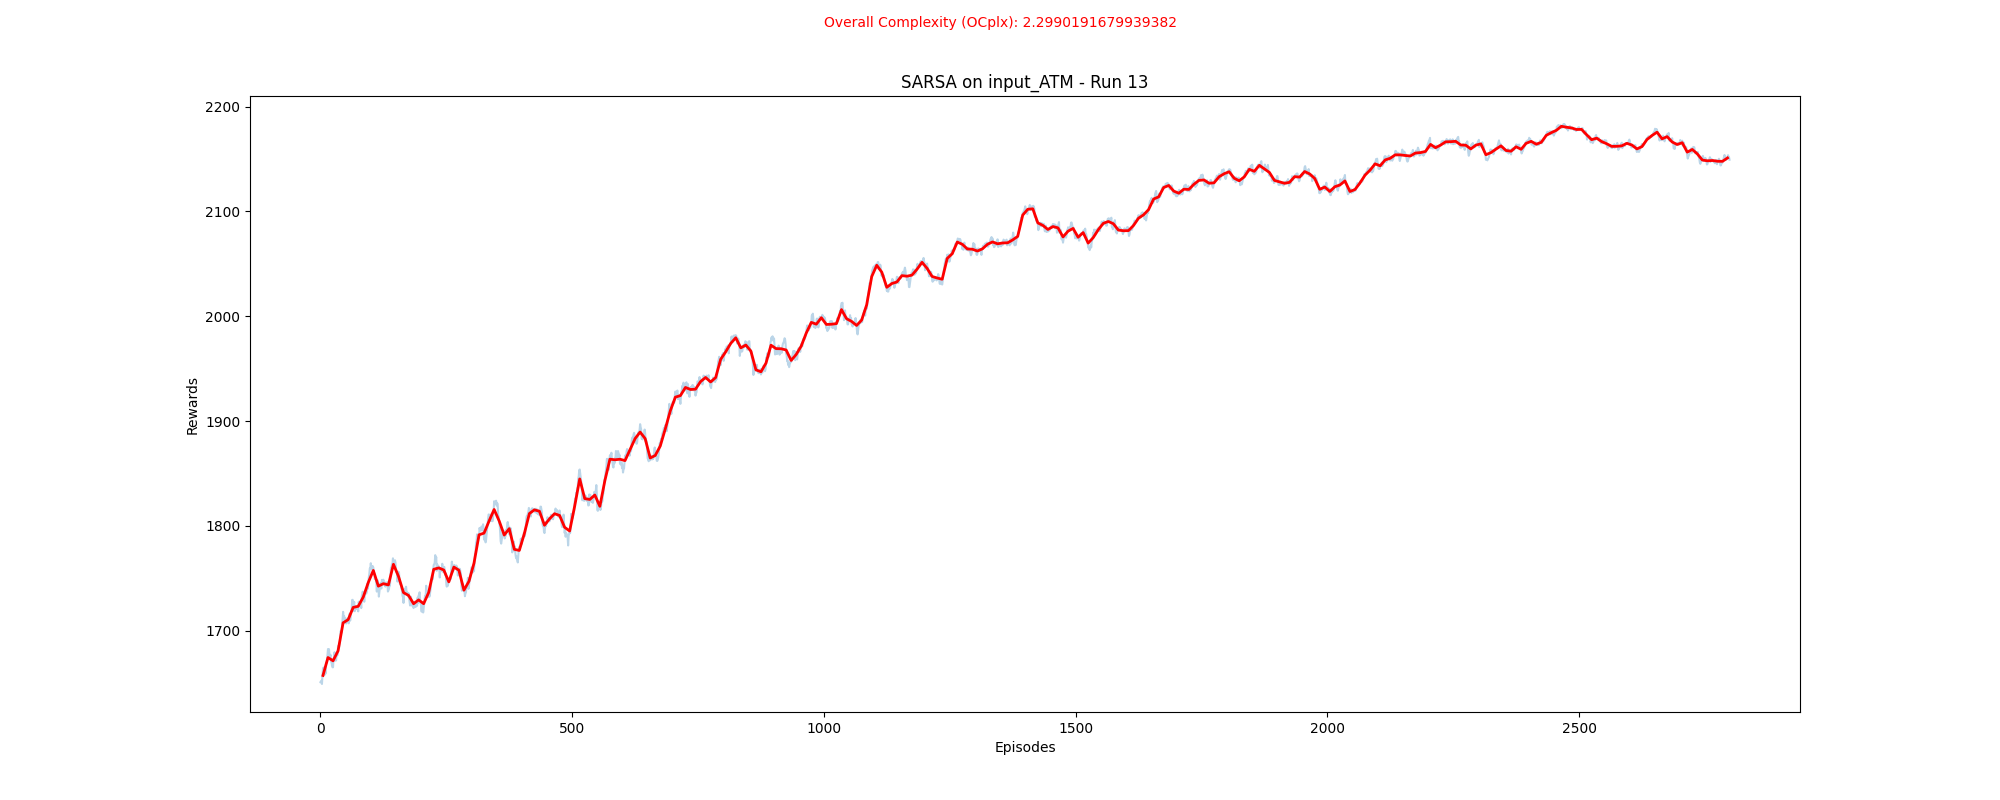 Overall Complexity (OCplx): 2.2990191679939382
SARSA on input_ATM - Run 13
2200
2100
2000
1900
1800
1700
Rewards
0 500 1000 1500 2000 2500
Episodes